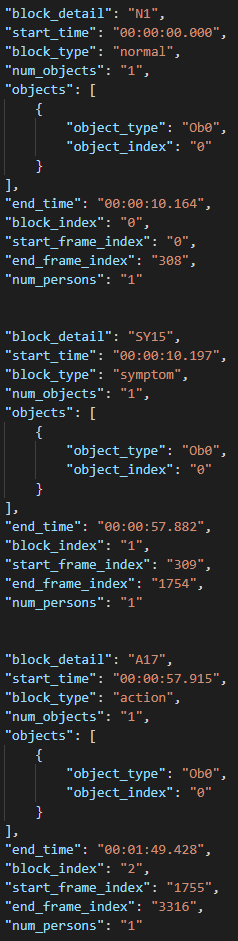 "block_detail": "N1",
"start_time": "00:00:00.000",
"block_type": "normal",
"num_objects": "1",
"objects": [
{
"object_type": "Ob0",
"object_index": "0"
}
],
"end_time": "00:00:10.164",
"block_index": "0",
"start_frame_index": "0",
"end_frame_index": "308",
"num_persons": "1"
"block_detail": "SY15",
"start_time": "00:00:10.197",
"block_type": "symptom",
"num_objects": "1",
"objects": [
{
"object_type": "Ob0",
"object_index": "0"
}
],
"end_time": "00:00:57.882",
"block_index": "1",
"start_frame_index": "309",
"end_frame_index": "1754",
"num_persons": "1"
"block_detail": "A17",
"start_time": "00:00:57.915",
"block_type": "action",
"num_objects": "1",
"objects": [
{
"object_type": "Ob0",
"object_index": "0"
}
],
"end_time": "00:01:49.428",
"block_index": "2",
"start_frame_index": "1755",
"end_frame_index": "3316",
"num_persons": "1"